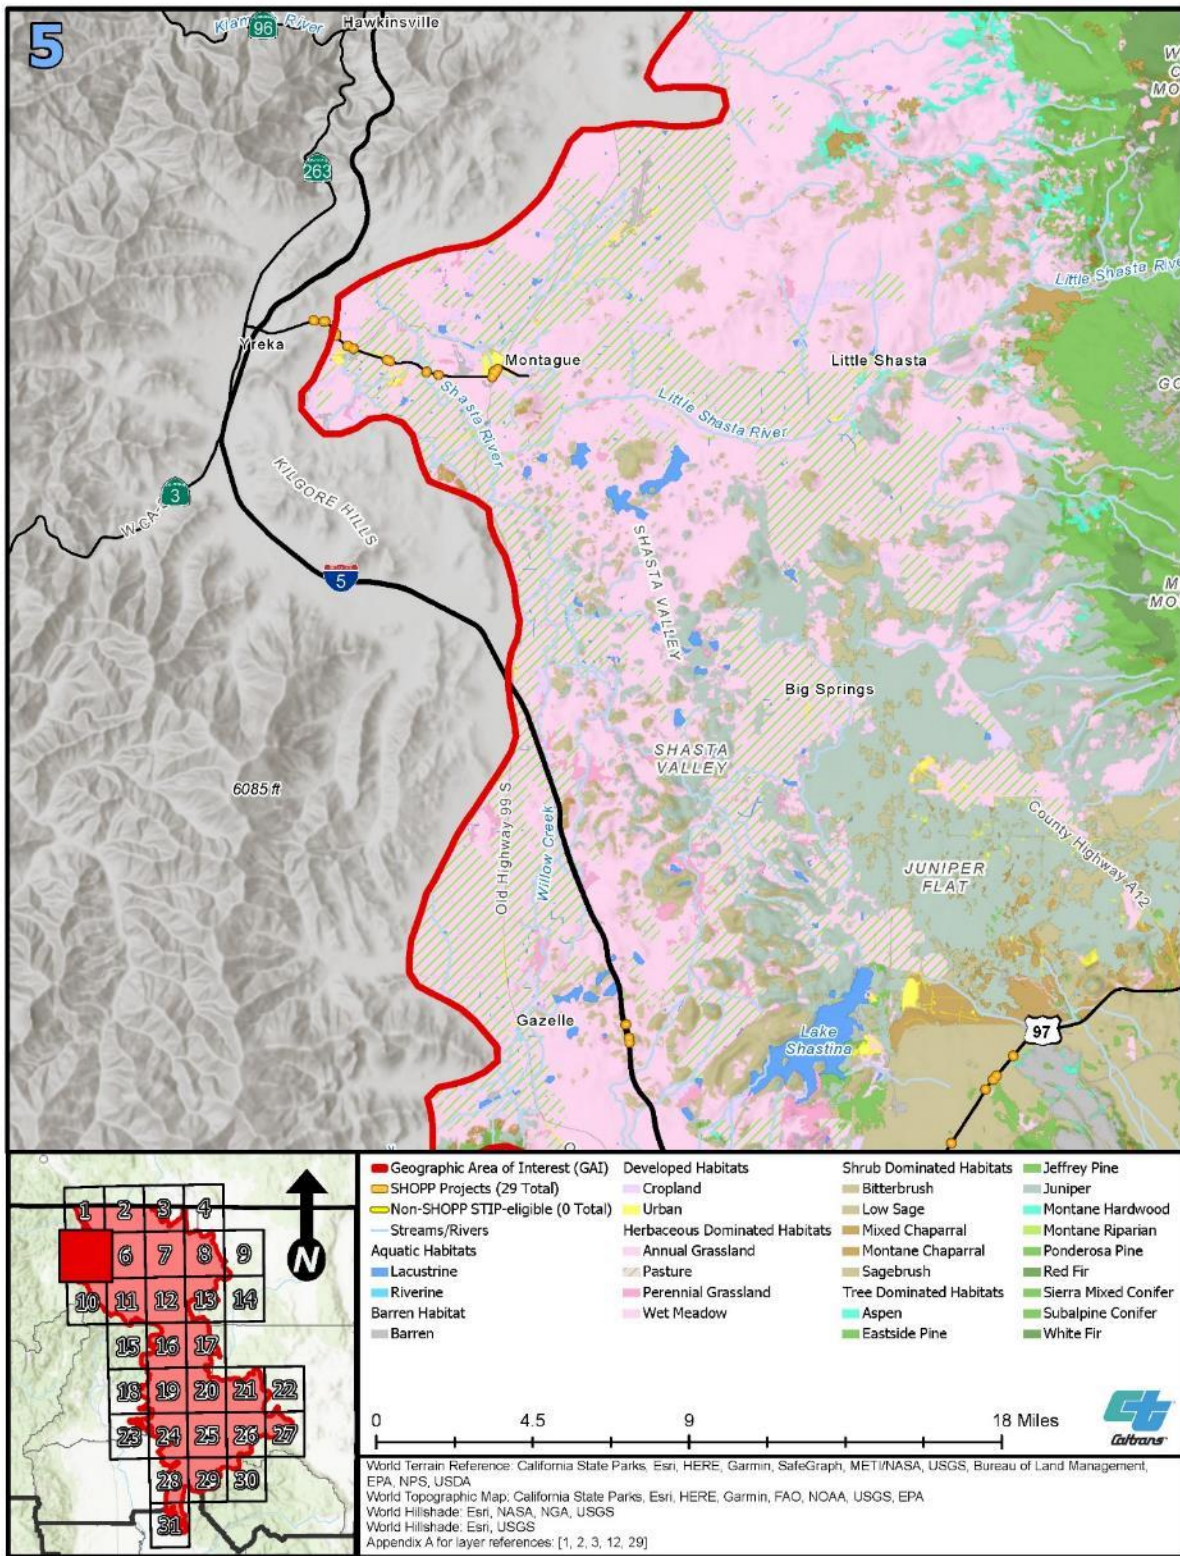 5
Klamath River
96
Hawkinsville
263
Yreka
Montague
Little Shasta
Little Shasta River
Little Shasta River
Shasta River
KILGORE HILLS
3
5
SHASTA VALLEY
Big Springs
SHASTA
VALLEY
6085 ft
Old Highway 99 S
Willow Creek
JUNIPER
FLAT
County Highway A12
Gazelle
Lake
Shastina
97
1 2 3 4
6 7 8 9
10 11 12 13 14
15 16 17
18 19 20 21 22
23 24 25 26 27
28 29 30
31
N
Geographic Area of Interest (GAI)
SHOPP Projects (29 Total)
Non-SHOPP STIP-eligible (0 Total)
Streams/Rivers
Aquatic Habitats
Lacustrine
Riverine
Barren Habitat
Barren
Developed Habitats
Cropland
Urban
Herbaceous Dominated Habitats
Annual Grassland
Pasture
Perennial Grassland
Wet Meadow
Shrub Dominated Habitats
Bitterbrush
Low Sage
Mixed Chaparral
Montane Chaparral
Sagebrush
Tree Dominated Habitats
Aspen
Eastside Pine
Jeffrey Pine
Juniper
Montane Hardwood
Montane Riparian
Ponderosa Pine
Red Fir
Sierra Mixed Conifer
Subalpine Conifer
White Fir
0 4.5 9 18 Miles
Caltrans
World Terrain Reference: California State Parks, Esri, HERE, Garmin, SafeGraph, METI/NASA, USGS, Bureau of Land Management,
EPA, NPS, USDA
World Topographic Map: California State Parks, Esri, HERE, Garmin, FAO, NOAA, USGS, EPA
World Hillshade: Esri, NASA, NGA, USGS
World Hillshade: Esri, USGS
Appendix A for layer references: [1, 2, 3, 12, 29]